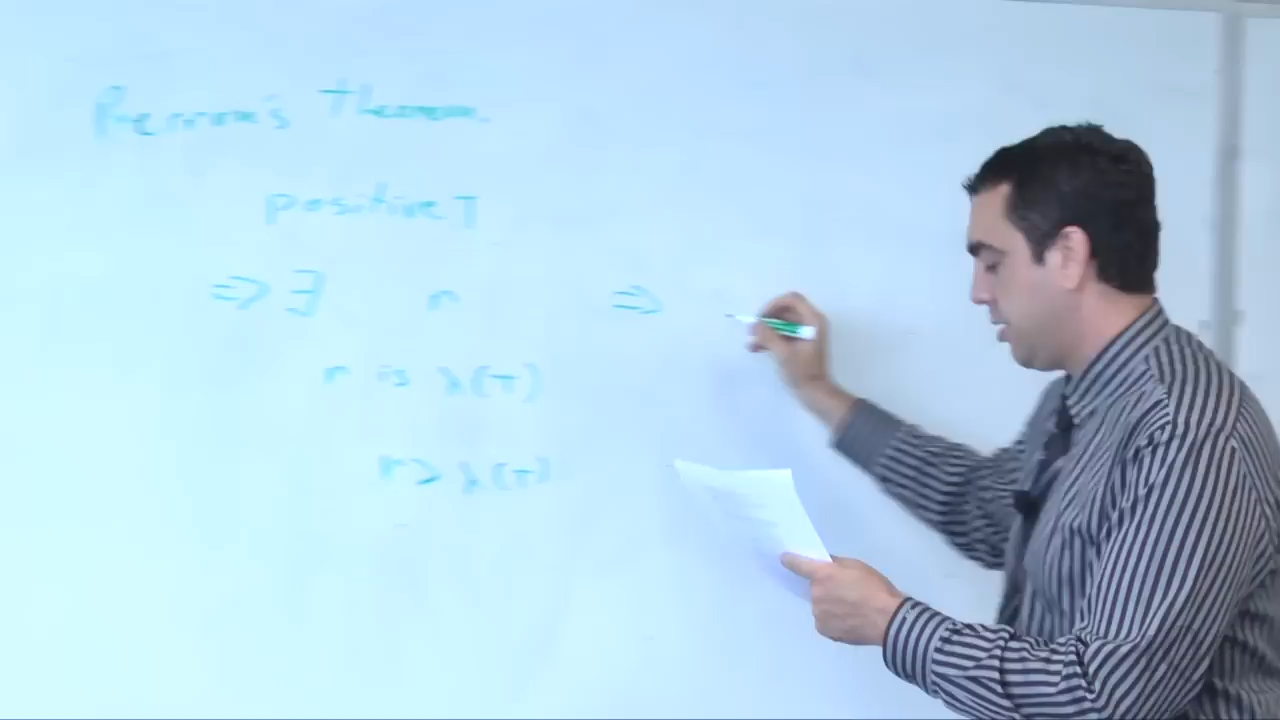 Perron's theorem
positive T
⇒ ∃ r ⇒
r is λ(T)
r > λ(T)